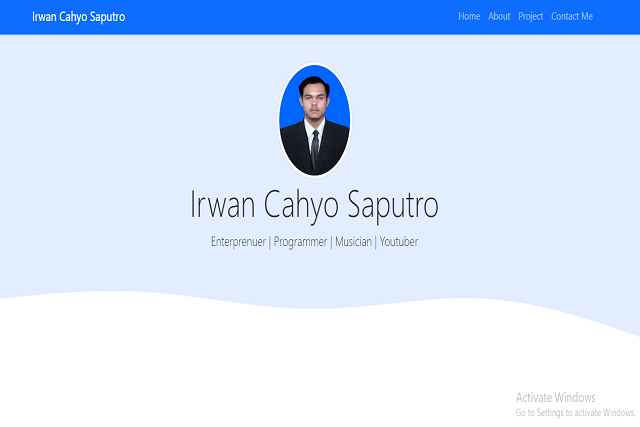 Irwan Cahyo Saputro
Home About Project Contact Me
Irwan Cahyo Saputro
Enterprenuer | Programmer | Musician | Youtuber
Activate Windows
Go to Settings to activate Windows.